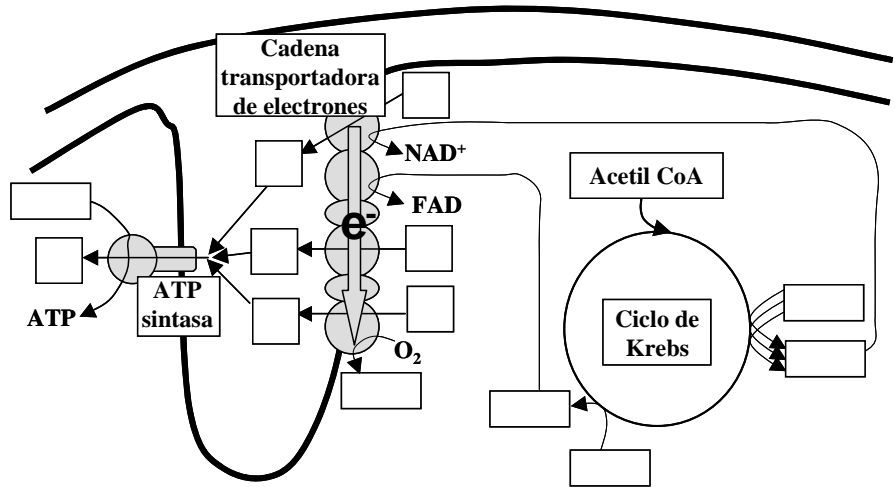 Cadena
transportadora
de electrones
NAD⁺
Acetil CoA
FAD
e⁻
ATP
sintasa
ATP
Ciclo de
Krebs
O₂